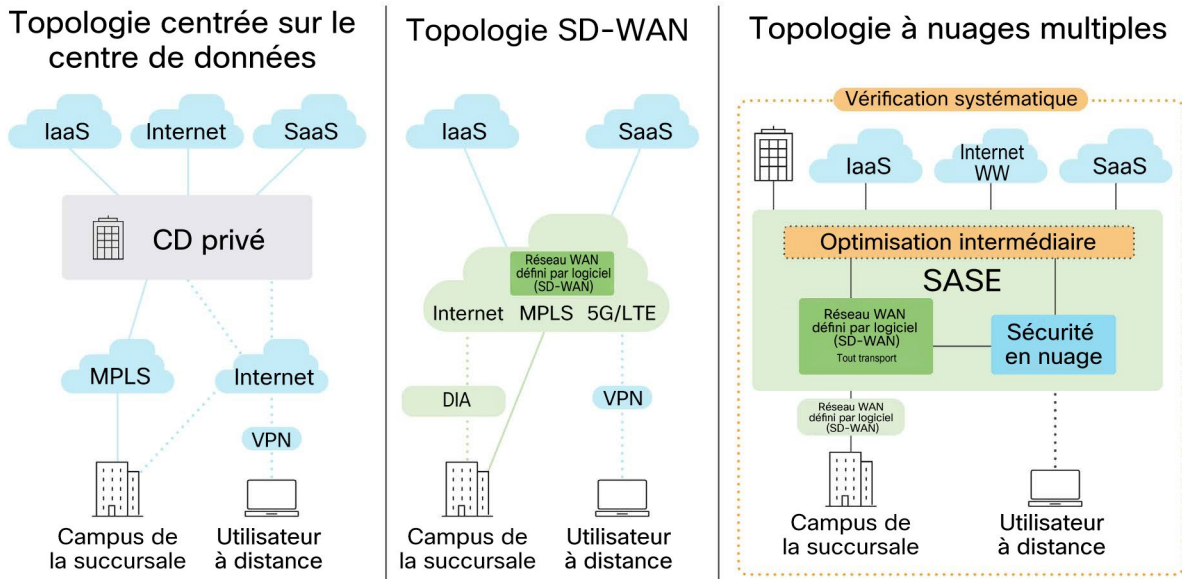 Topologie centrée sur le
centre de données
IaaS
Internet
SaaS
CD privé
MPLS
Internet
VPN
Campus de
la succursale
Utilisateur
à distance
Topologie SD-WAN
IaaS
SaaS
Réseau WAN
défini par logiciel
(SD-WAN)
Internet
MPLS
5G/LTE
DIA
VPN
Campus de
la succursale
Utilisateur
à distance
Topologie à nuages multiples
Vérification systématique
IaaS
Internet
WW
SaaS
Optimisation intermédiaire
SASE
Réseau WAN
défini par logiciel
(SD-WAN)
Tout transport
Sécurité
en nuage
Réseau WAN
défini par logiciel
(SD-WAN)
Campus de
la succursale
Utilisateur
à distance